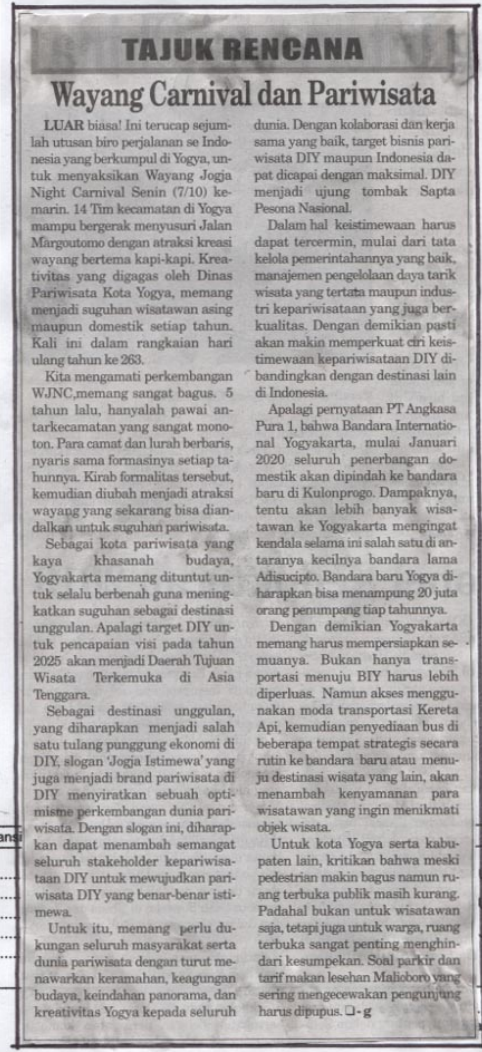 TAJUK RENCANA
Wayang Carnival dan Pariwisata
LUAR biasa! Ini terucap sejum-
lah utusan biro perjalanan se Indo-
nesia yang berkumpul di Yogya, un-
tuk menyaksikan Wayang Jogja
Night Carnival Senin (7/10) ke-
marin. 14 Tim kecamatan di Yogya
mampu bergerak menyusuri Jalan
Margoutomo dengan atraksi kreasi
wayang bertema kapi-kapi. Krea-
tivitas yang digagas oleh Dinas
Pariwisata Kota Yogya, memang
menjadi suguhan wisatawan asing
maupun domestik setiap tahun.
Kali ini dalam rangkaian hari
ulang tahun ke 263.
Kita mengamati perkembangan
WJNC,memang sangat bagus. 5
tahun lalu, hanyalah pawai an-
tarkecamatan yang sangat mono-
ton. Para camat dan lurah berbaris,
nyaris sama formasinya setiap ta-
hunnya. Kirab formalitas tersebut,
kemudian diubah menjadi atraksi
wayang yang sekarang bisa dian-
dalkan untuk suguhan pariwisata.
Sebagai kota pariwisata yang
kaya khasanah budaya,
Yogyakarta memang dituntut un-
tuk selalu berbenah guna mening-
katkan suguhan sebagai destinasi
unggulan. Apalagi target DIY un-
tuk pencapaian visi pada tahun
2025 akan menjadi Daerah Tujuan
Wisata Terkemuka di Asia
Tenggara.
Sebagai destinasi unggulan,
yang diharapkan menjadi salah
satu tulang punggung ekonomi di
DIY, slogan 'Jogja Istimewa' yang
juga menjadi brand pariwisata di
DIY menyiratkan sebuah opti-
misme perkembangan dunia pari-
wisata. Dengan slogan ini, diharap-
kan dapat menambah semangat
seluruh stakeholder kepariwisa-
taan DIY untuk mewujudkan pari-
wisata DIY yang benar-benar isti-
mewa.
Untuk itu, memang perlu du-
kungan seluruh masyarakat serta
dunia pariwisata dengan turut me-
nawarkan keramahan, keagungan
budaya, keindahan panorama, dan
kreativitas Yogya kepada seluruh
dunia. Dengan kolaborasi dan kerja
sama yang baik, target bisnis pari-
wisata DIY maupun Indonesia da-
pat dicapai dengan maksimal. DIY
menjadi ujung tombak Sapta
Pesona Nasional.
Dalam hal keistimewaan harus
dapat tercermin, mulai dari tata
kelola pemerintahannya yang baik,
manajemen pengelolaan daya tarik
wisata yang tertata maupun indus-
tri kepariwisataan yang juga ber-
kualitas. Dengan demikian pasti
akan makin memperkuat ciri keis-
timewaan kepariwisataan DIY di-
bandingkan dengan destinasi lain
di Indonesia.
Apalagi pernyataan PT Angkasa
Pura 1, bahwa Bandara Internatio-
nal Yogyakarta, mulai Januari
2020 seluruh penerbangan do-
mestik akan dipindah ke bandara
baru di Kulonprogo. Dampaknya,
tentu akan lebih banyak wisa-
tawan ke Yogyakarta mengingat
kendala selama ini salah satu di an-
taranya kecilnya bandara lama
Adisucipto. Bandara baru Yogya di-
harapkan bisa menampung 20 juta
orang penumpang tiap tahunnya.
Dengan demikian Yogyakarta
memang harus mempersiapkan se-
muanya. Bukan hanya trans-
portasi menuju BIY harus lebih
diperluas. Namun akses menggu-
nakan moda transportasi Kereta
Api, kemudian penyediaan bus di
beberapa tempat strategis secara
rutin ke bandara baru atau menu-
ju destinasi wisata yang lain, akan
menambah kenyamanan para
wisatawan yang ingin menikmati
objek wisata.
Untuk kota Yogya serta kabu-
paten lain, kritikan bahwa meski
pedestrian makin bagus namun ru-
ang terbuka publik masih kurang.
Padahal bukan untuk wisatawan
saja, tetapi juga untuk warga, ruang
terbuka sangat penting menghin-
dari kesumpekan. Soal parkir dan
tarif makan lesehan Malioboro yang
sering mengecewakan pengunjung
harus dipupus. ❑ - g